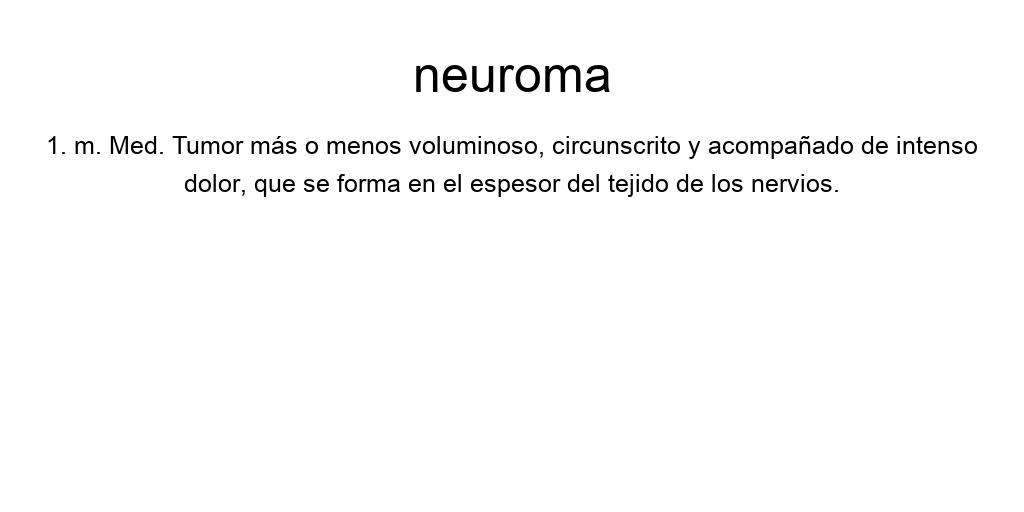 neuroma
1. m. Med. Tumor más o menos voluminoso, circunscrito y acompañado de intenso
dolor, que se forma en el espesor del tejido de los nervios.